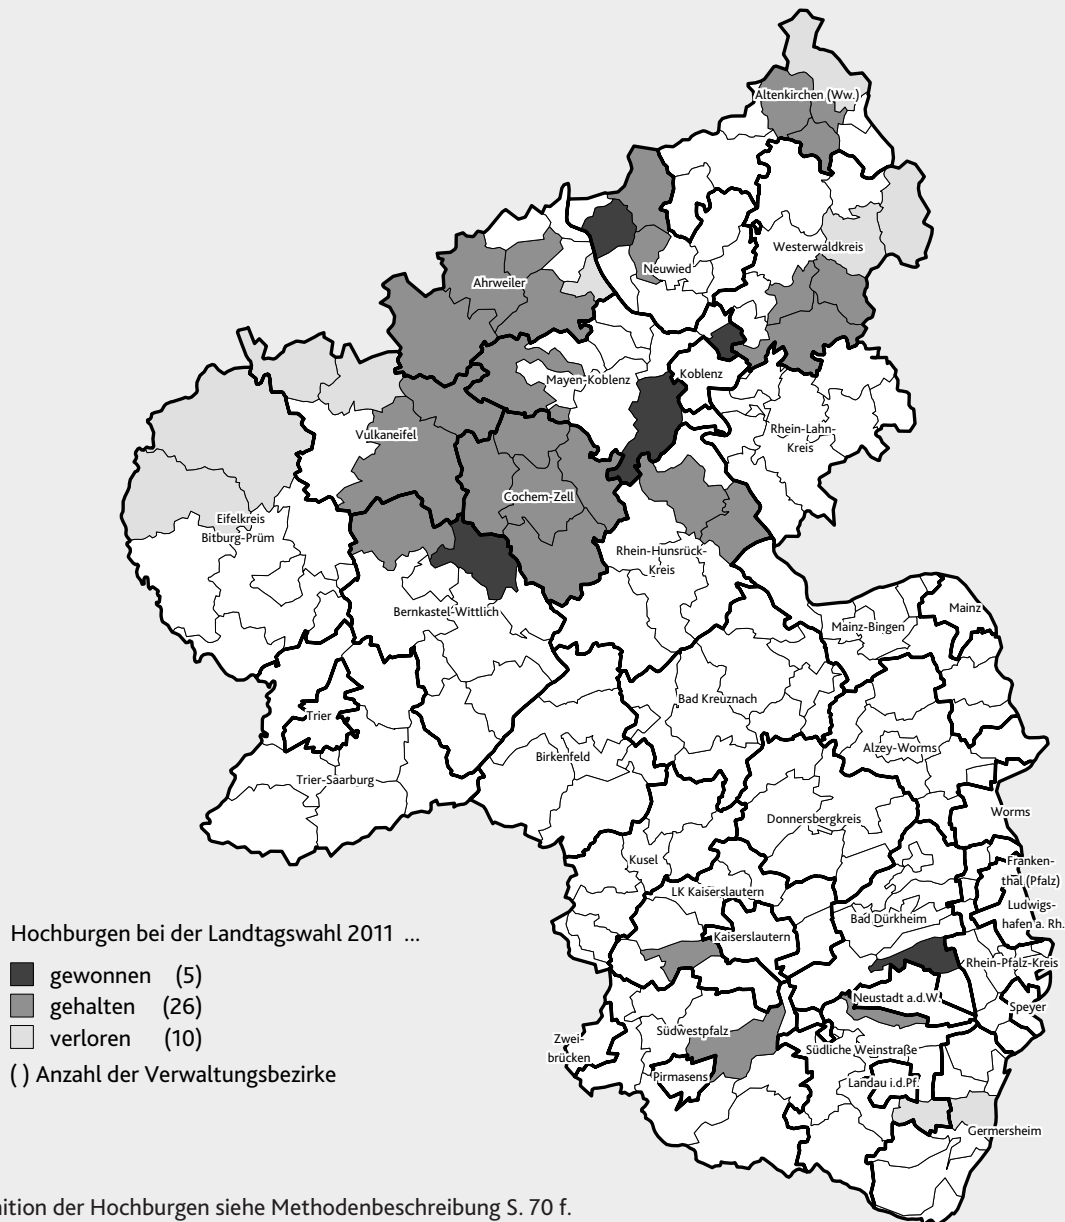 Altenkirchen (Ww.)
Westerwaldkreis
Neuwied
Ahrweiler
Mayen-Koblenz
Koblenz
Rhein-Lahn-
Kreis
Vulkaneifel
Cochem-Zell
Eifelkreis
Bitburg-Prüm
Rhein-Hunsrück-
Kreis
Bernkastel-Wittlich
Mainz
Mainz-Bingen
Bad Kreuznach
Trier
Alzey-Worms
Birkenfeld
Trier-Saarburg
Worms
Donnersbergkreis
Kusel
Franken-
thal (Pfalz)
LK Kaiserslautern
Ludwigs-
hafen a. Rh.
Bad Dürkheim
Kaiserslautern
Rhein-Pfalz-Kreis
Neustadt a.d.W.
Speyer
Südwestpfalz
Zwei-
brücken
Südliche Weinstraße
Pirmasens
Landau i.d.Pf.
Germersheim
Hochburgen bei der Landtagswahl 2011 ...
gewonnen (5)
gehalten (26)
verloren (10)
( ) Anzahl der Verwaltungsbezirke
nition der Hochburgen siehe Methodenbeschreibung S. 70 f.